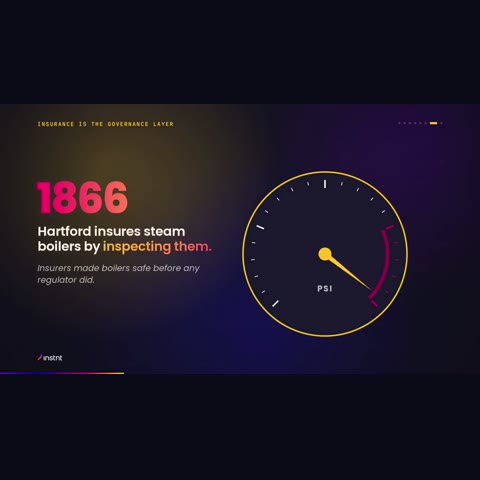 INSURANCE IS THE GOVERNANCE LAYER
1866
Hartford insures steam
boilers by inspecting them.
Insurers made boilers safe before any
regulator did.
PSI
instnt